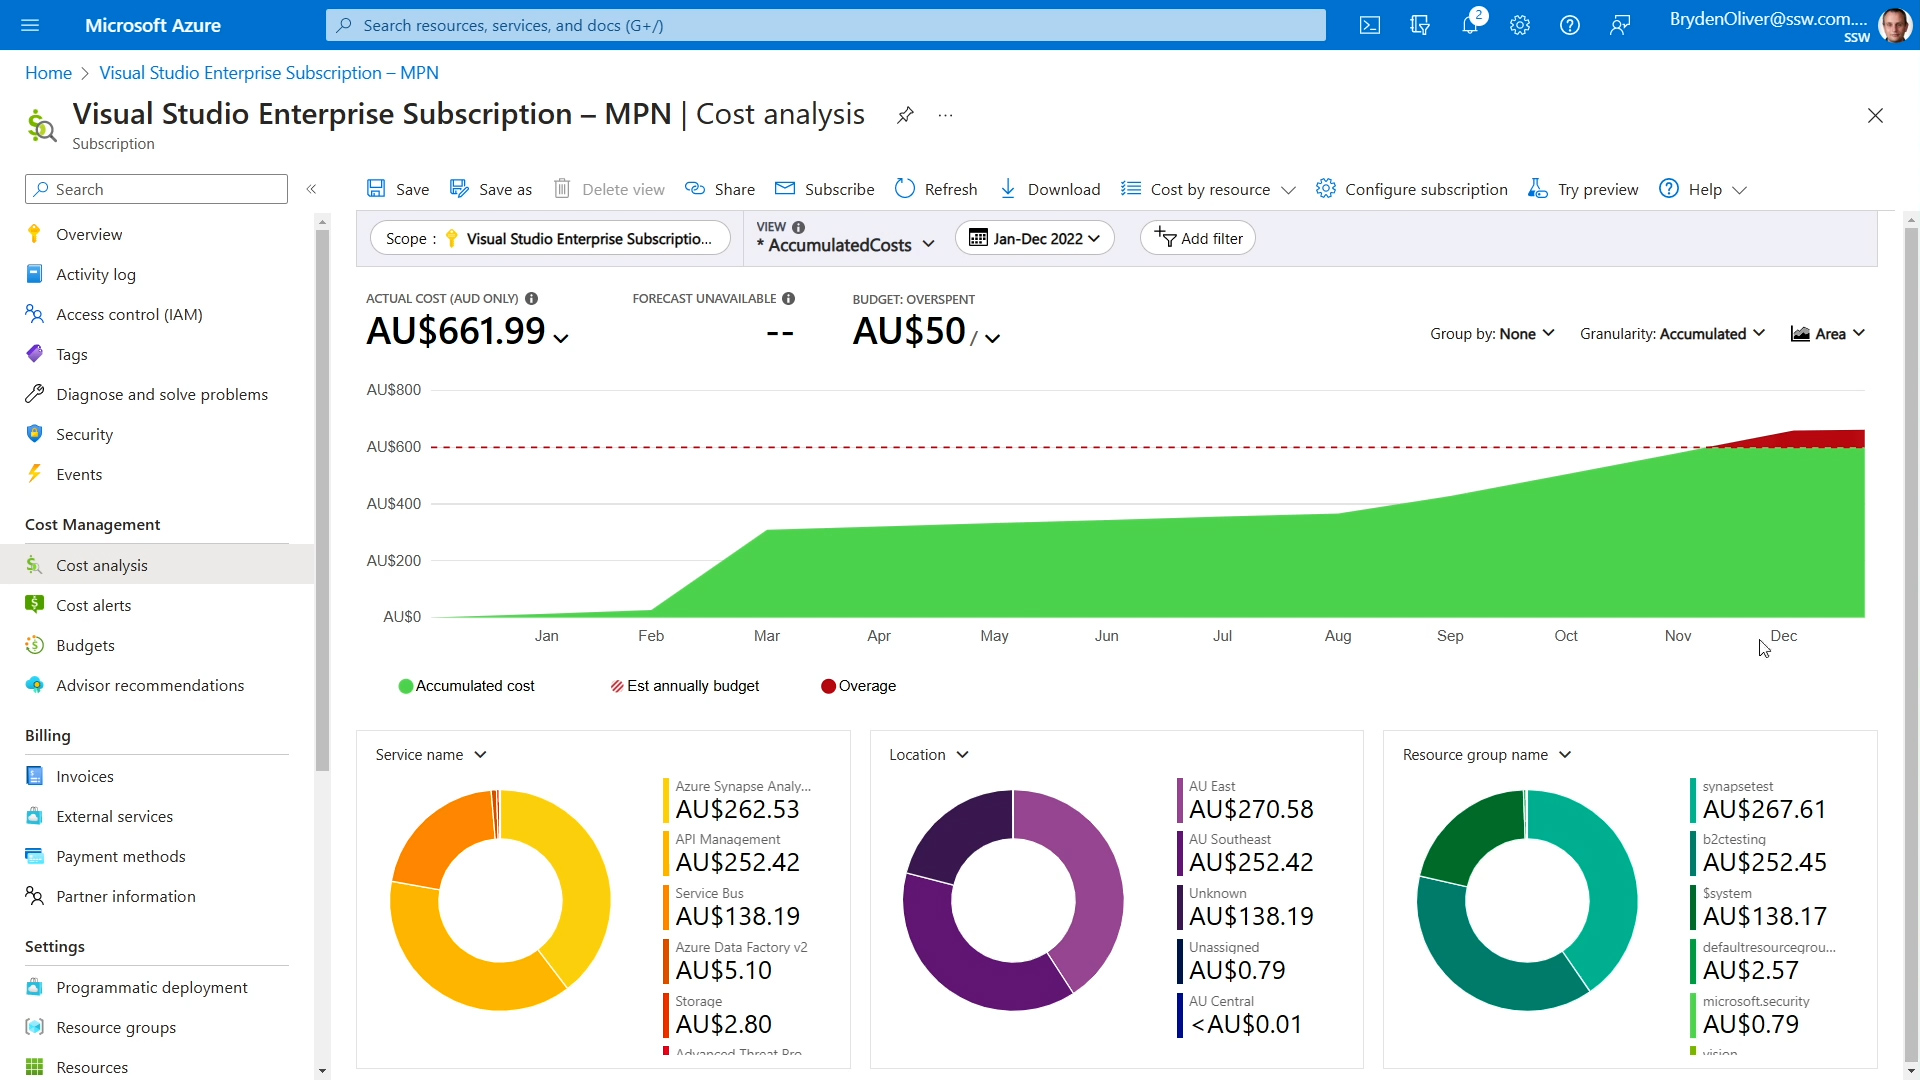 Microsoft Azure
Search resources, services, and docs (G+/)
2
BrydenOliver@ssw.com....
SSW
Home > Visual Studio Enterprise Subscription – MPN
Visual Studio Enterprise Subscription – MPN | Cost analysis
...
Subscription
Search
«
Save
Save as
Delete view
Share
Subscribe
Refresh
Download
Cost by resource
Configure subscription
Try preview
Help
Overview
Activity log
Access control (IAM)
Tags
Diagnose and solve problems
Security
Events
Cost Management
Cost analysis
Cost alerts
Budgets
Advisor recommendations
Billing
Invoices
External services
Payment methods
Partner information
Settings
Programmatic deployment
Resource groups
Resources
Scope : Visual Studio Enterprise Subscriptio...
VIEW
* AccumulatedCosts
Jan-Dec 2022
Add filter
ACTUAL COST (AUD ONLY)
AU$661.99
FORECAST UNAVAILABLE
--
BUDGET: OVERSPENT
AU$50 /
Group by: None
Granularity: Accumulated
Area
AU$800
AU$600
AU$400
AU$200
AU$0
Jan Feb Mar Apr May Jun Jul Aug Sep Oct Nov Dec
Accumulated cost
Est annually budget
Overage
Service name
Azure Synapse Analy...
AU$262.53
API Management
AU$252.42
Service Bus
AU$138.19
Azure Data Factory v2
AU$5.10
Storage
AU$2.80
Advanced Threat Pro...
Location
AU East
AU$270.58
AU Southeast
AU$252.42
Unknown
AU$138.19
Unassigned
AU$0.79
AU Central
<AU$0.01
Resource group name
synapsetest
AU$267.61
b2ctesting
AU$252.45
$system
AU$138.17
defaultresourcegrou...
AU$2.57
microsoft.security
AU$0.79
vision